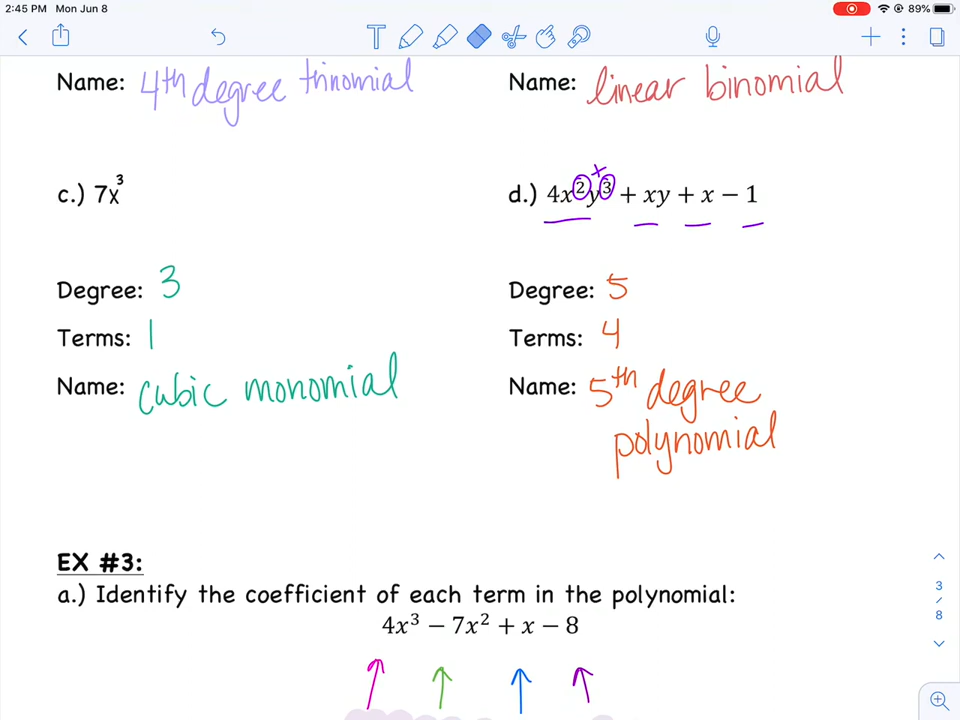 2:45 PM Mon Jun 8 89%
Name: 4th degree trinomial
Name: linear binomial
c.) 7x³
d.) 4x²y³ + xy + x − 1
+
Degree: 3
Degree: 5
Terms: 1
Terms: 4
Name: cubic monomial
Name: 5th degree
polynomial
EX #3:
a.) Identify the coefficient of each term in the polynomial:
4x³ − 7x² + x − 8
3
/
8